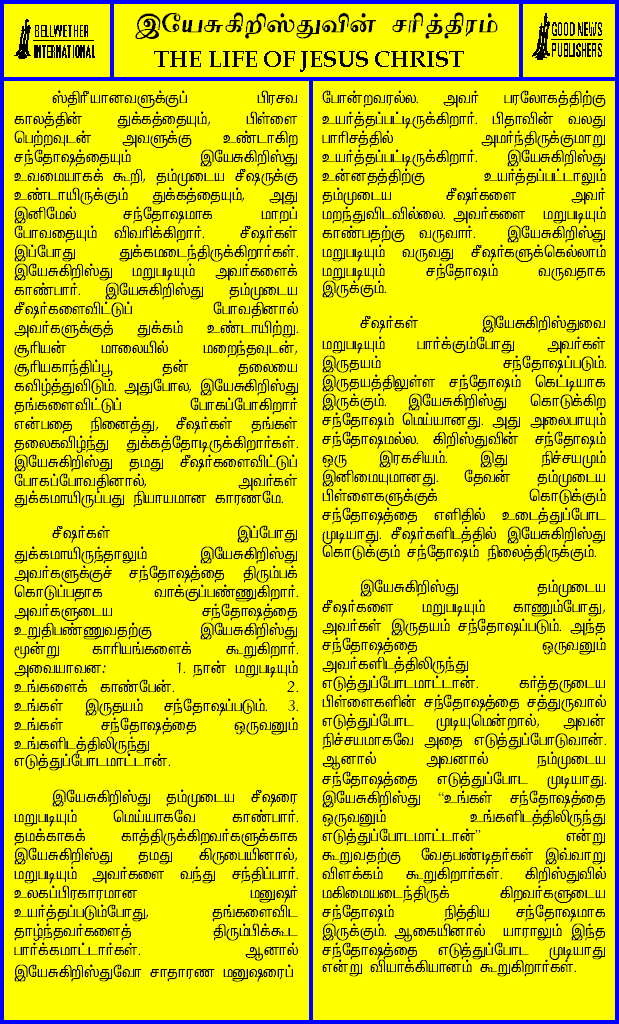 BELLWETHER
INTERNATIONAL
இயேசுகிறிஸ்துவின் சரித்திரம்
THE LIFE OF JESUS CHRIST
GOOD NEWS
PUBLISHERS
ஸ்திரீயானவளுக்குப் பிரசவ
காலத்தின் துக்கத்தையும், பிள்ளை
பெற்றவுடன் அவளுக்கு உண்டாகிற
சந்தோஷத்தையும் இயேசுகிறிஸ்து
உவமையாகக் கூறி, தம்முடைய சீஷருக்கு
உண்டாயிருக்கும் துக்கத்தையும், அது
இனிமேல் சந்தோஷமாக மாறப்
போவதையும் விவரிக்கிறார். சீஷர்கள்
இப்போது துக்கமடைந்திருக்கிறார்கள்.
இயேசுகிறிஸ்து மறுபடியும் அவர்களைக்
காண்பார். இயேசுகிறிஸ்து தம்முடைய
சீஷர்களைவிட்டுப் போவதினால்
அவர்களுக்குத் துக்கம் உண்டாயிற்று.
சூரியன் மாலையில் மறைந்தவுடன்,
சூரியகாந்திப்பூ தன் தலையை
கவிழ்த்துவிடும். அதுபோல, இயேசுகிறிஸ்து
தங்களைவிட்டுப் போகப்போகிறார்
என்பதை நினைத்து, சீஷர்கள் தங்கள்
தலைகவிழ்ந்து துக்கத்தோடிருக்கிறார்கள்.
இயேசுகிறிஸ்து தமது சீஷர்களைவிட்டுப்
போகப்போவதினால், அவர்கள்
துக்கமாயிருப்பது நியாயமான காரணமே.
சீஷர்கள் இப்போது
துக்கமாயிருந்தாலும் இயேசுகிறிஸ்து
அவர்களுக்குச் சந்தோஷத்தை திரும்பக்
கொடுப்பதாக வாக்குப்பண்ணுகிறார்.
அவர்களுடைய சந்தோஷத்தை
உறுதிபண்ணுவதற்கு இயேசுகிறிஸ்து
மூன்று காரியங்களைக் கூறுகிறார்.
அவையாவன: 1. நான் மறுபடியும்
உங்களைக் காண்பேன். 2.
உங்கள் இருதயம் சந்தோஷப்படும். 3.
உங்கள் சந்தோஷத்தை ஒருவனும்
உங்களிடத்திலிருந்து
எடுத்துப்போடமாட்டான்.
இயேசுகிறிஸ்து தம்முடைய சீஷரை
மறுபடியும் மெய்யாகவே காண்பார்.
தமக்காகக் காத்திருக்கிறவர்களுக்காக
இயேசுகிறிஸ்து தமது கிருபையினால்,
மறுபடியும் அவர்களை வந்து சந்திப்பார்.
உலகப்பிரகாரமான மனுஷர்
உயர்த்தப்படும்போது, தங்களைவிட
தாழ்ந்தவர்களைத் திரும்பிக்கூட
பார்க்கமாட்டார்கள். ஆனால்
இயேசுகிறிஸ்துவோ சாதாரண மனுஷரைப்
போன்றவரல்ல. அவர் பரலோகத்திற்கு
உயர்த்தப்பட்டிருக்கிறார். பிதாவின் வலது
பாரிசத்தில் அமர்ந்திருக்குமாறு
உயர்த்தப்பட்டிருக்கிறார். இயேசுகிறிஸ்து
உன்னதத்திற்கு உயர்த்தப்பட்டாலும்
தம்முடைய சீஷர்களை அவர்
மறந்துவிடவில்லை. அவர்களை மறுபடியும்
காண்பதற்கு வருவார். இயேசுகிறிஸ்து
மறுபடியும் வருவது சீஷர்களுக்கெல்லாம்
மறுபடியும் சந்தோஷம் வருவதாக
இருக்கும்.
சீஷர்கள் இயேசுகிறிஸ்துவை
மறுபடியும் பார்க்கும்போது அவர்கள்
இருதயம் சந்தோஷப்படும்.
இருதயத்திலுள்ள சந்தோஷம் கெட்டியாக
இருக்கும். இயேசுகிறிஸ்து கொடுக்கிற
சந்தோஷம் மெய்யானது. அது அலைபாயும்
சந்தோஷமல்ல. கிறிஸ்துவின் சந்தோஷம்
ஒரு இரகசியம். இது நிச்சயமும்
இனிமையுமானது. தேவன் தம்முடைய
பிள்ளைகளுக்குக் கொடுக்கும்
சந்தோஷத்தை எளிதில் உடைத்துப்போட
முடியாது. சீஷர்களிடத்தில் இயேசுகிறிஸ்து
கொடுக்கும் சந்தோஷம் நிலைத்திருக்கும்.
இயேசுகிறிஸ்து தம்முடைய
சீஷர்களை மறுபடியும் காணும்போது,
அவர்கள் இருதயம் சந்தோஷப்படும். அந்த
சந்தோஷத்தை ஒருவனும்
அவர்களிடத்திலிருந்து
எடுத்துப்போடமாட்டான். கர்த்தருடைய
பிள்ளைகளின் சந்தோஷத்தை சத்துருவால்
எடுத்துப்போட முடியுமென்றால், அவன்
நிச்சயமாகவே அதை எடுத்துப்போடுவான்.
ஆனால் அவனால் நம்முடைய
சந்தோஷத்தை எடுத்துப்போட முடியாது.
இயேசுகிறிஸ்து "உங்கள் சந்தோஷத்தை
ஒருவனும் உங்களிடத்திலிருந்து
எடுத்துப்போடமாட்டான்" என்று
கூறுவதற்கு வேதபண்டிதர்கள் இவ்வாறு
விளக்கம் கூறுகிறார்கள். கிறிஸ்துவில்
மகிமையடைந்திருக் கிறவர்களுடைய
சந்தோஷம் நித்திய சந்தோஷமாக
இருக்கும். ஆகையினால் யாராலும் இந்த
சந்தோஷத்தை எடுத்துப்போட முடியாது
என்று வியாக்கியானம் கூறுகிறார்கள்.